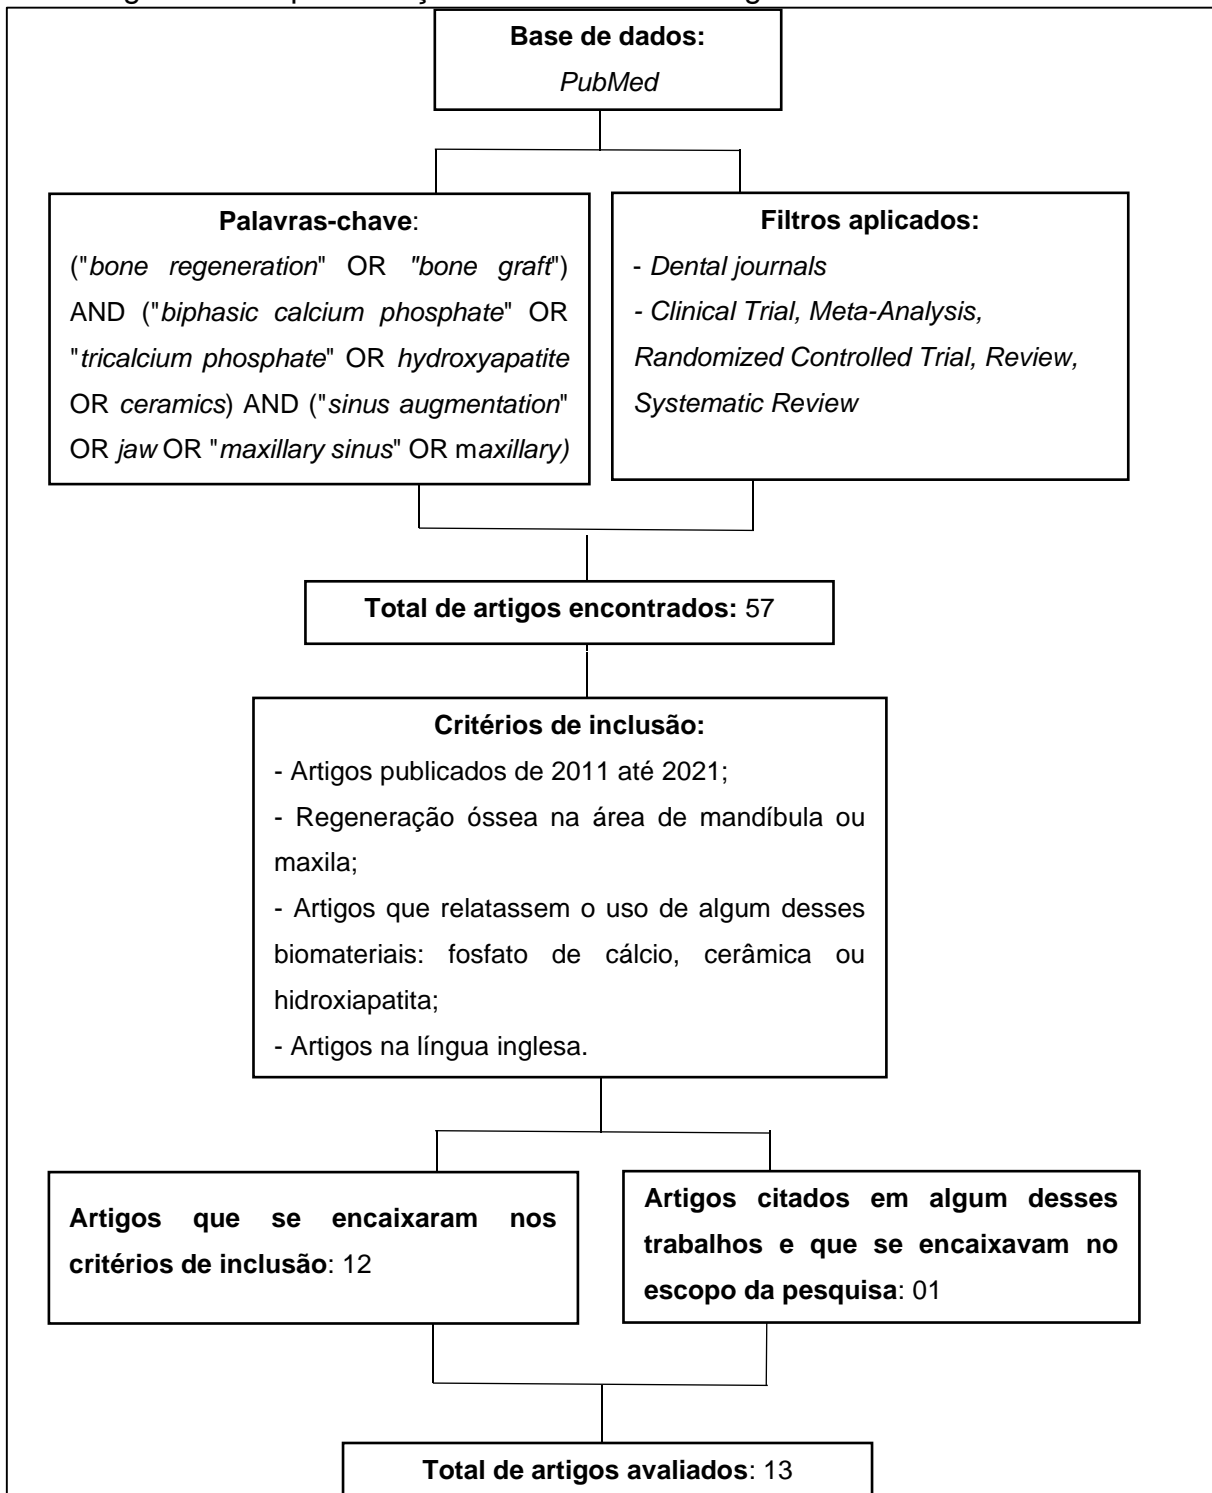 Base de dados:
PubMed
Palavras-chave:
("bone regeneration" OR "bone graft")
AND ("biphasic calcium phosphate" OR
"tricalcium phosphate" OR hydroxyapatite
OR ceramics) AND ("sinus augmentation"
OR jaw OR "maxillary sinus" OR maxillary)
Filtros aplicados:
- Dental journals
- Clinical Trial, Meta-Analysis,
Randomized Controlled Trial, Review,
Systematic Review
Total de artigos encontrados: 57
Critérios de inclusão:
- Artigos publicados de 2011 até 2021;
- Regeneração óssea na área de mandíbula ou
maxila;
- Artigos que relatassem o uso de algum desses
biomateriais: fosfato de cálcio, cerâmica ou
hidroxiapatita;
- Artigos na língua inglesa.
Artigos que se encaixaram nos
critérios de inclusão: 12
Artigos citados em algum desses
trabalhos e que se encaixavam no
escopo da pesquisa: 01
Total de artigos avaliados: 13